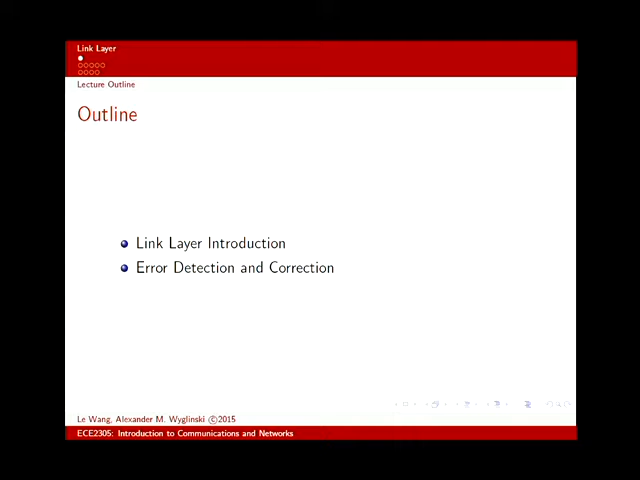 Link Layer
Lecture Outline
Outline
Link Layer Introduction
Error Detection and Correction
Le Wang, Alexander M. Wyglinski ©2015
ECE2305: Introduction to Communications and Networks